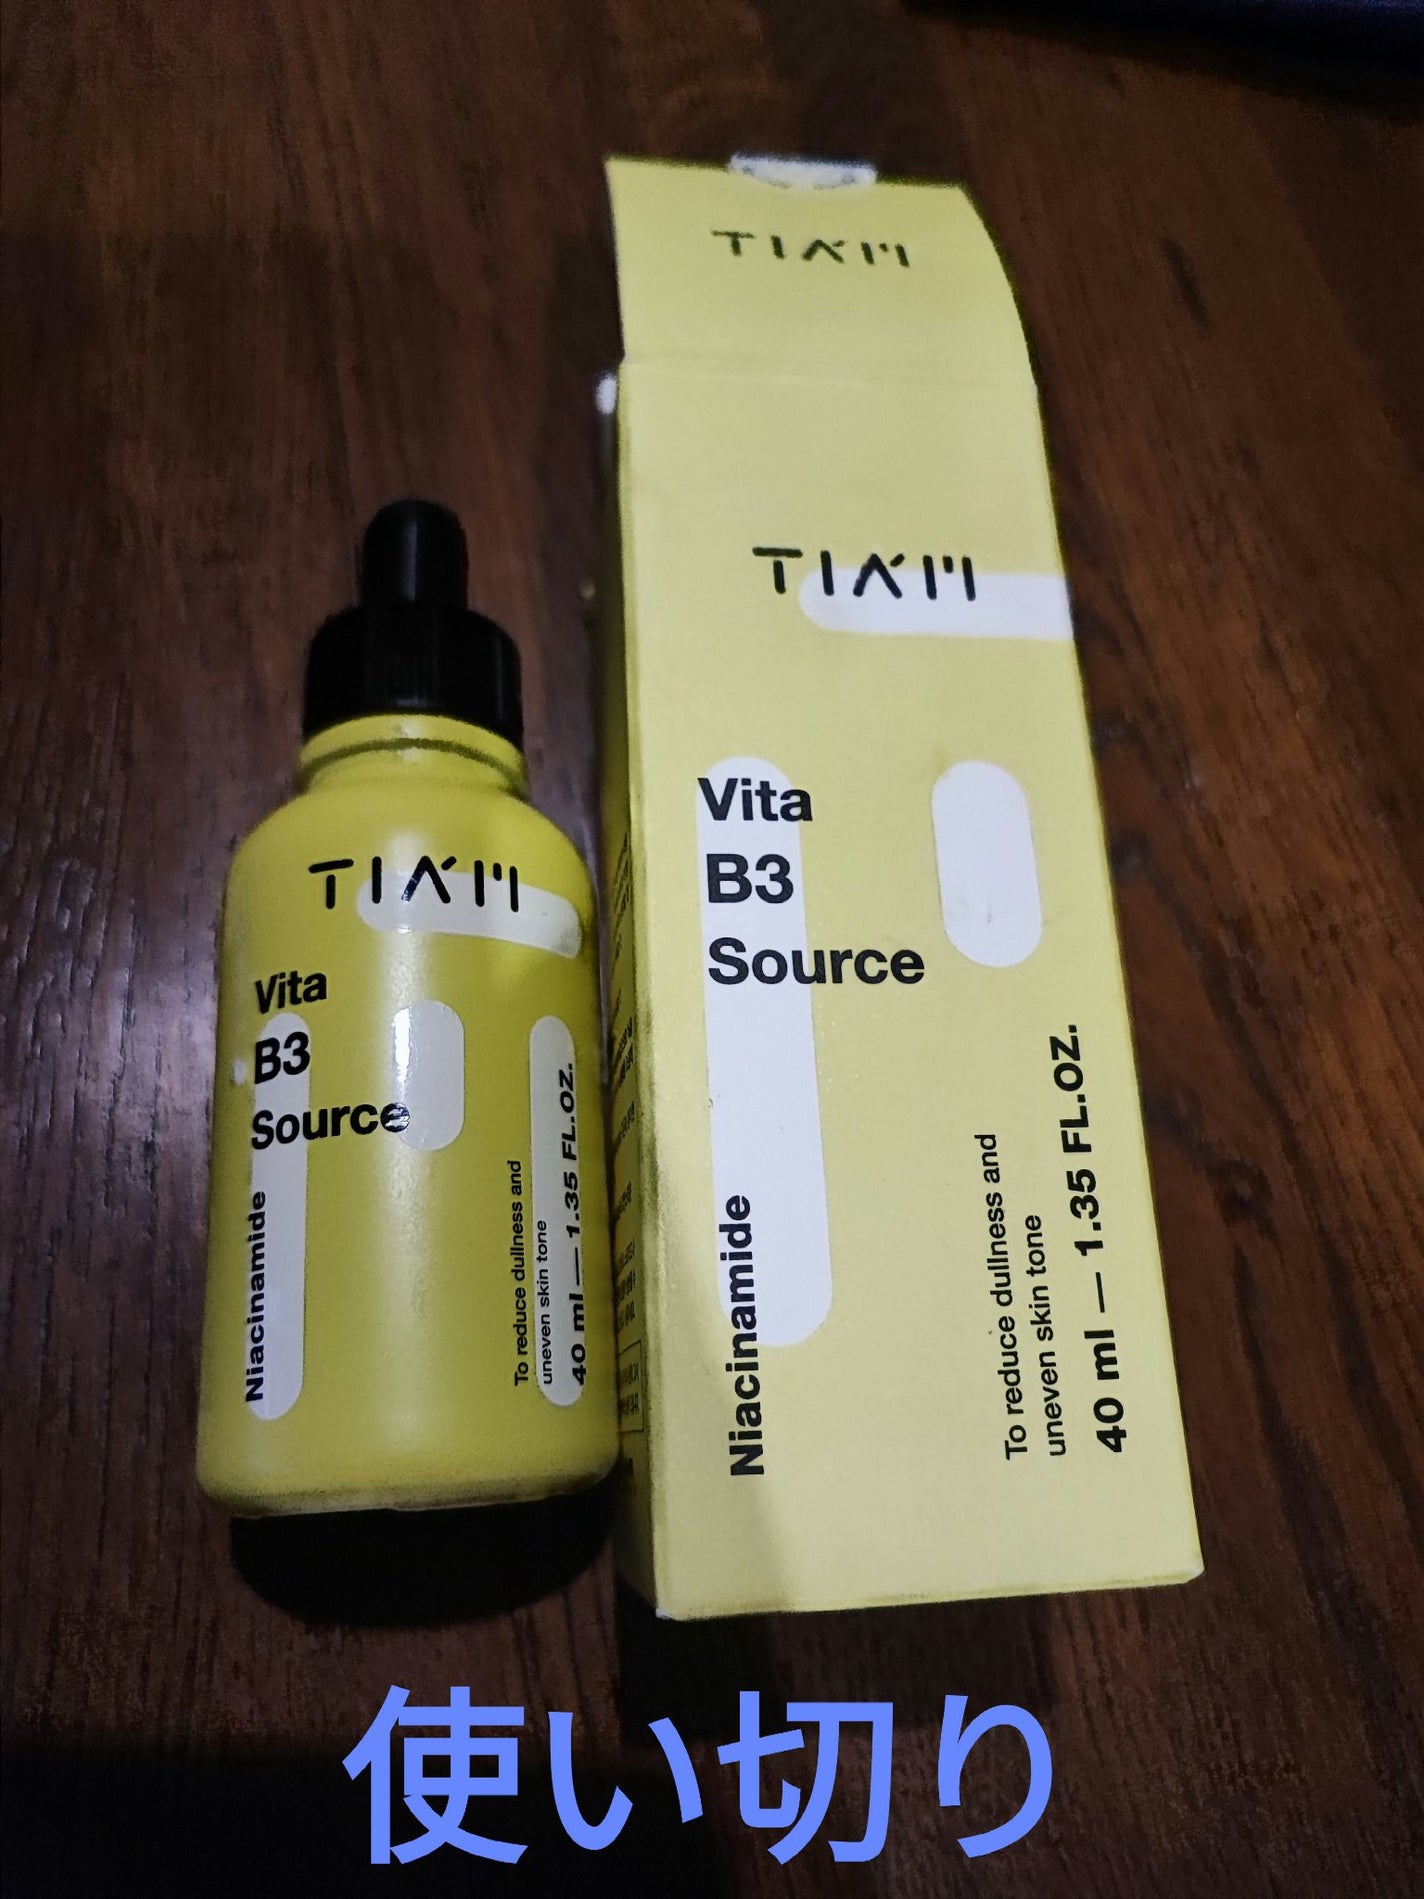 TIAM
TIAM
Vita
B3
Source
Niacinamide
To reduce dullness and
uneven skin tone
40 ml — 1.35 FL.OZ.
TIAM
Vita
B3
Source
Niacinamide
To reduce dullness and
uneven skin tone
40 ml — 1.35 FL.OZ.
使い切り